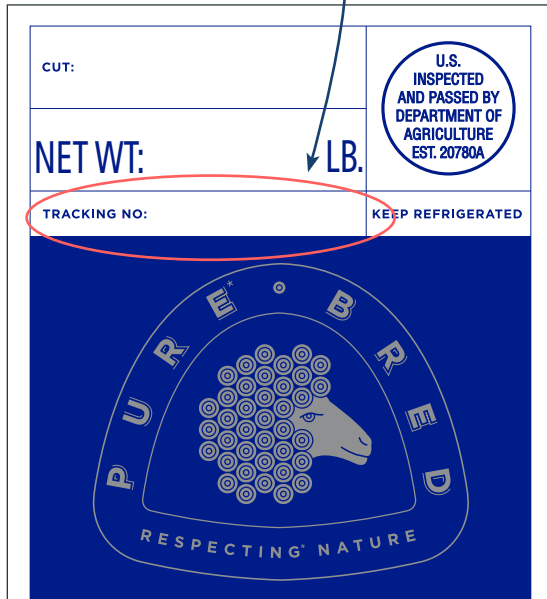 CUT:
U.S.
INSPECTED
AND PASSED BY
DEPARTMENT OF
AGRICULTURE
EST. 20780A
NET WT: LB.
TRACKING NO:
KEEP REFRIGERATED
PURE* • BRED
RESPECTING* NATURE